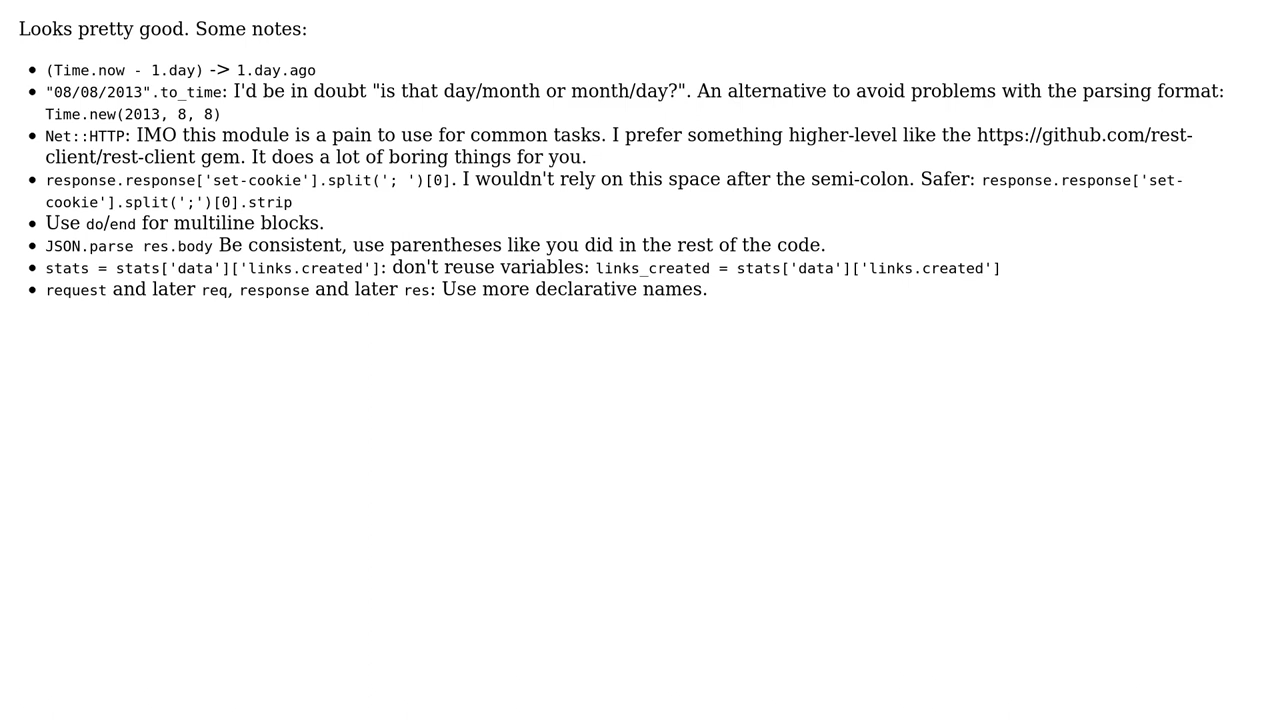 Looks pretty good. Some notes:
(Time.now - 1.day) -> 1.day.ago
"08/08/2013".to_time: I'd be in doubt "is that day/month or month/day?". An alternative to avoid problems with the parsing format:
Time.new(2013, 8, 8)
Net::HTTP: IMO this module is a pain to use for common tasks. I prefer something higher-level like the https://github.com/rest-
client/rest-client gem. It does a lot of boring things for you.
response.response['set-cookie'].split('; ')[0]. I wouldn't rely on this space after the semi-colon. Safer: response.response['set-
cookie'].split(';')[0].strip
Use do/end for multiline blocks.
JSON.parse res.body Be consistent, use parentheses like you did in the rest of the code.
stats = stats['data']['links.created']: don't reuse variables: links_created = stats['data']['links.created']
request and later req, response and later res: Use more declarative names.